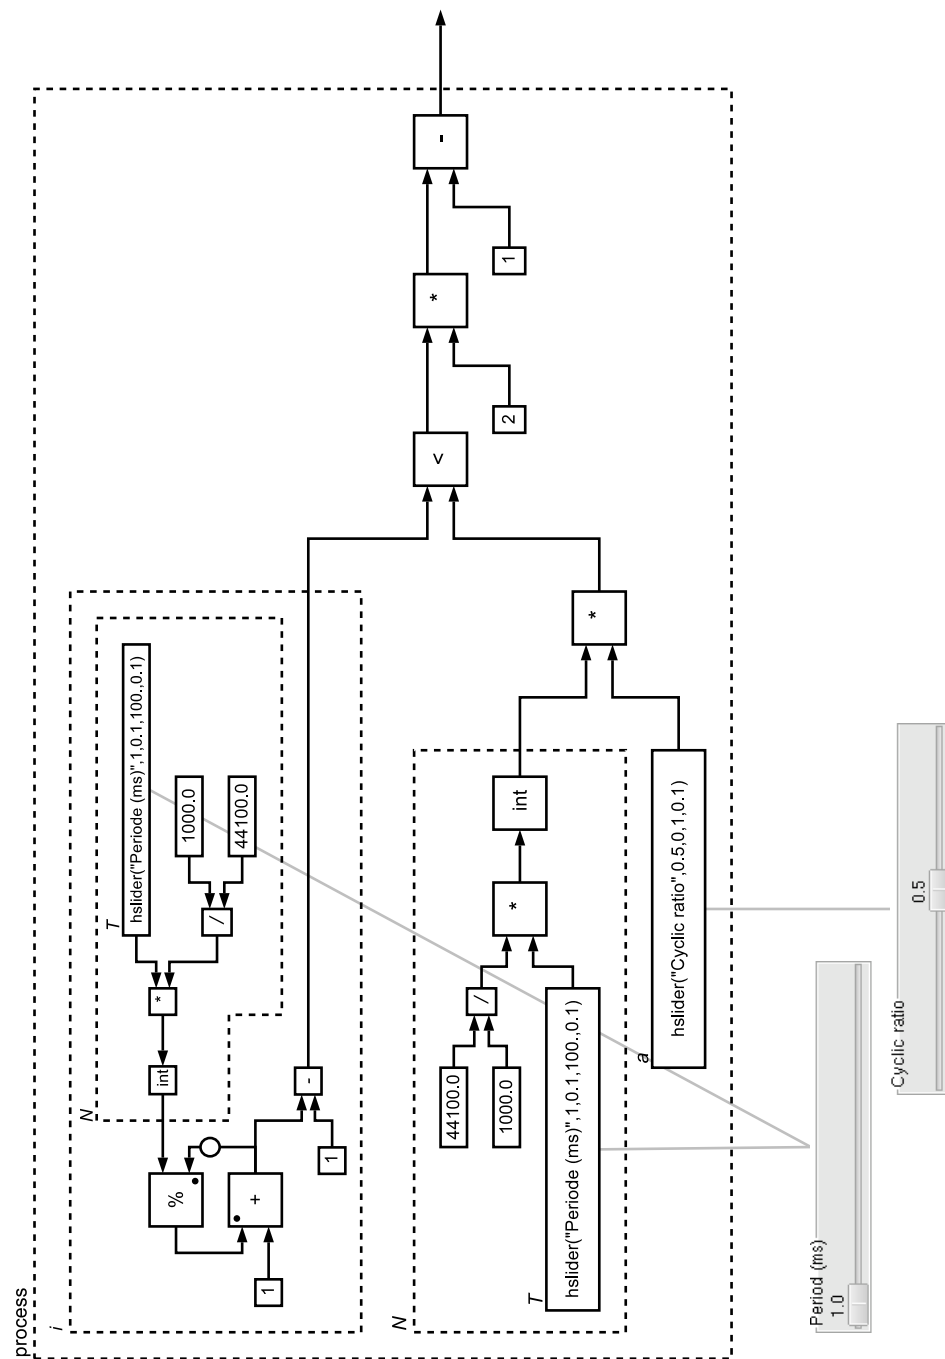 process
i
N
T
hslider("Periode (ms)",1,0.1,100.,0.1)
*
int
1000.0
%
/
44100.0
+
1
-
1
N
<
*
-
44100.0
/
1000.0
2
1
*
int
T
hslider("Periode (ms)",1,0.1,100.,0.1)
*
a
hslider("Cyclic ratio",0.5,0,1,0.1)
Period (ms)
1.0
Cyclic ratio
0.5